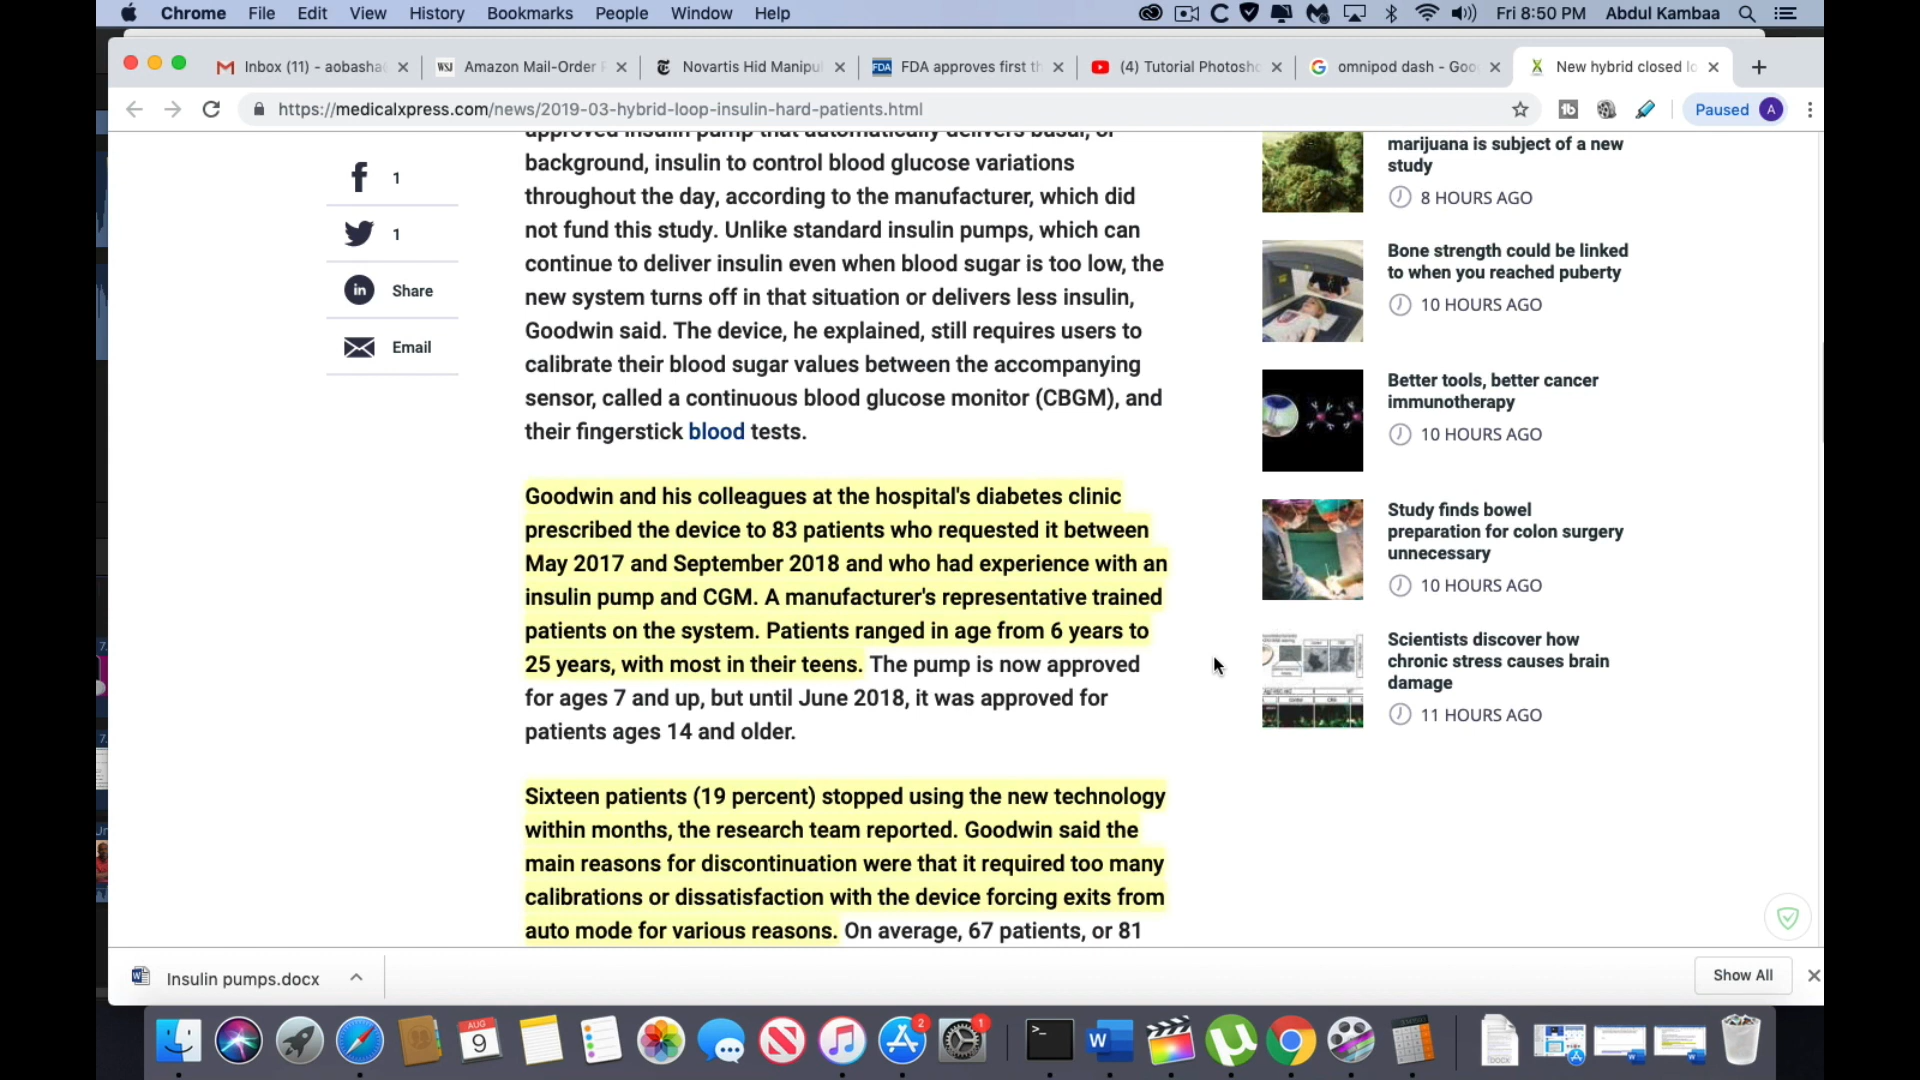 Chrome File Edit View History Bookmarks People Window Help
Fri 8:50 PM Abdul Kambaa
Inbox (11) - aobasha
WSJ Amazon Mail-Order
Novartis Hid Manipu
FDA FDA approves first th
(4) Tutorial Photosh
omnipod dash - Goo
New hybrid closed lo
https://medicalxpress.com/news/2019-03-hybrid-loop-insulin-hard-patients.html
Paused A
1
1
in Share
Email
approved insulin pump that automatically delivers basal, or
background, insulin to control blood glucose variations
throughout the day, according to the manufacturer, which did
not fund this study. Unlike standard insulin pumps, which can
continue to deliver insulin even when blood sugar is too low, the
new system turns off in that situation or delivers less insulin,
Goodwin said. The device, he explained, still requires users to
calibrate their blood sugar values between the accompanying
sensor, called a continuous blood glucose monitor (CBGM), and
their fingerstick blood tests.
Goodwin and his colleagues at the hospital's diabetes clinic
prescribed the device to 83 patients who requested it between
May 2017 and September 2018 and who had experience with an
insulin pump and CGM. A manufacturer's representative trained
patients on the system. Patients ranged in age from 6 years to
25 years, with most in their teens. The pump is now approved
for ages 7 and up, but until June 2018, it was approved for
patients ages 14 and older.
Sixteen patients (19 percent) stopped using the new technology
within months, the research team reported. Goodwin said the
main reasons for discontinuation were that it required too many
calibrations or dissatisfaction with the device forcing exits from
auto mode for various reasons. On average, 67 patients, or 81
marijuana is subject of a new
study
8 HOURS AGO
Bone strength could be linked
to when you reached puberty
10 HOURS AGO
Better tools, better cancer
immunotherapy
10 HOURS AGO
Study finds bowel
preparation for colon surgery
unnecessary
10 HOURS AGO
Scientists discover how
chronic stress causes brain
damage
11 HOURS AGO
Insulin pumps.docx
Show All
AUG
9
2
1
W
DOCX